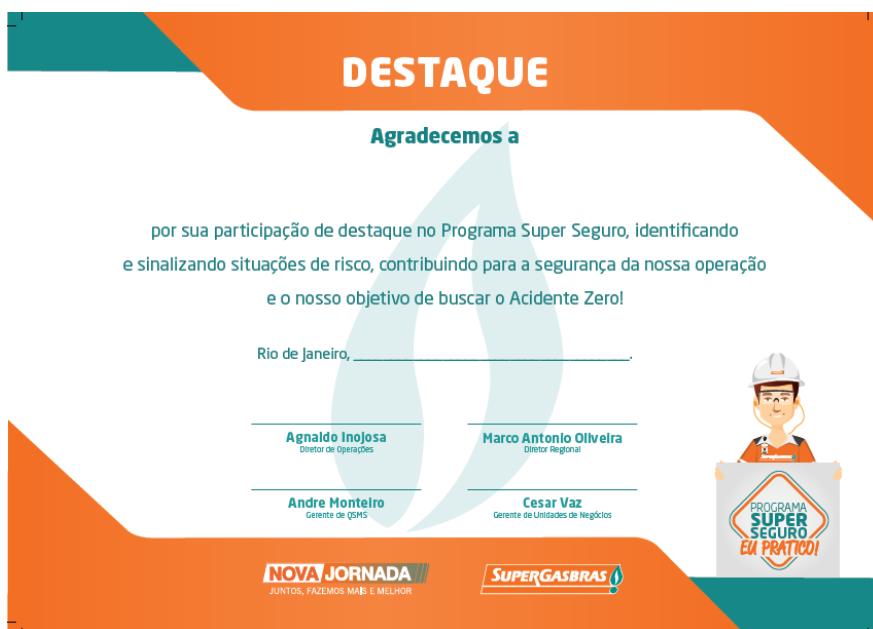 DESTAQUE
Agradecemos a
por sua participação de destaque no Programa Super Seguro, identificando
e sinalizando situações de risco, contribuindo para a segurança da nossa operação
e o nosso objetivo de buscar o Acidente Zero!
Rio de Janeiro, ______________________________________.
Agnaldo Inojosa
Diretor de Operações
Marco Antonio Oliveira
Diretor Regional
Andre Monteiro
Gerente de QSMS
Cesar Vaz
Gerente de Unidades de Negócios
PROGRAMA
SUPER
SEGURO
EU PRATICO!
NOVA JORNADA
JUNTOS, FAZEMOS MAIS E MELHOR
SUPERGASBRAS